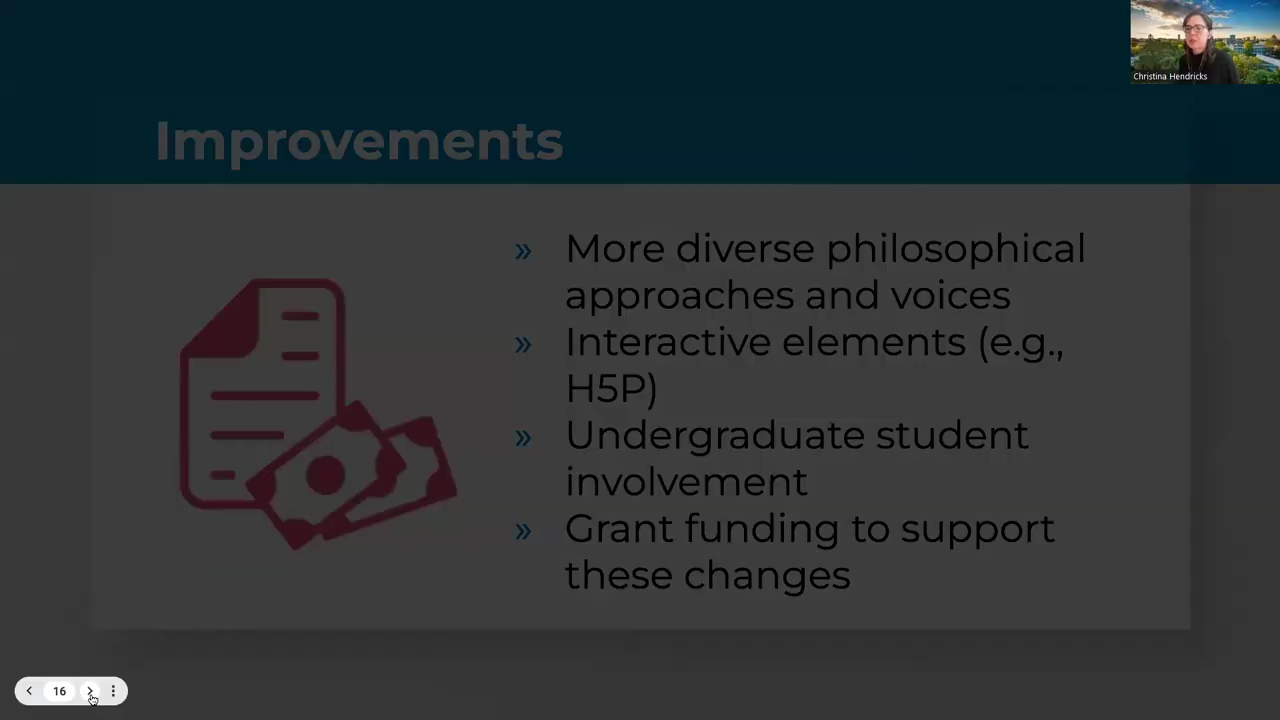 Christina Hendricks
Improvements
» More diverse philosophical
approaches and voices
» Interactive elements (e.g.,
H5P)
» Undergraduate student
involvement
» Grant funding to support
these changes
16